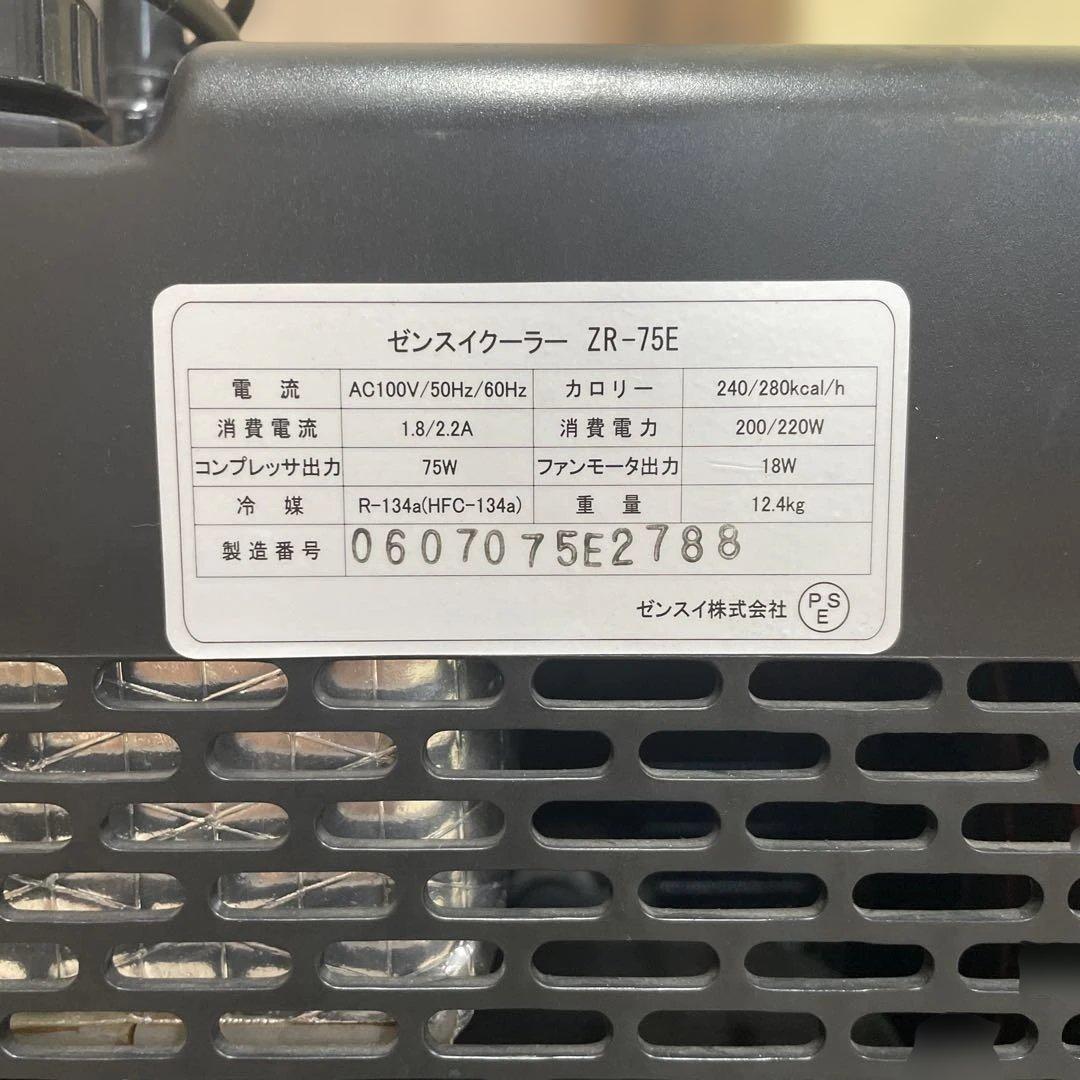 ゼンスイクーラー ZR-75E
電流 AC100V/50Hz/60Hz カロリー 240/280kcal/h
消費電流 1.8/2.2A 消費電力 200/220W
コンプレッサ出力 75W ファンモータ出力 18W
冷媒 R-134a(HFC-134a) 重量 12.4kg
製造番号 0607075E2788
ゼンスイ株式会社 PSE